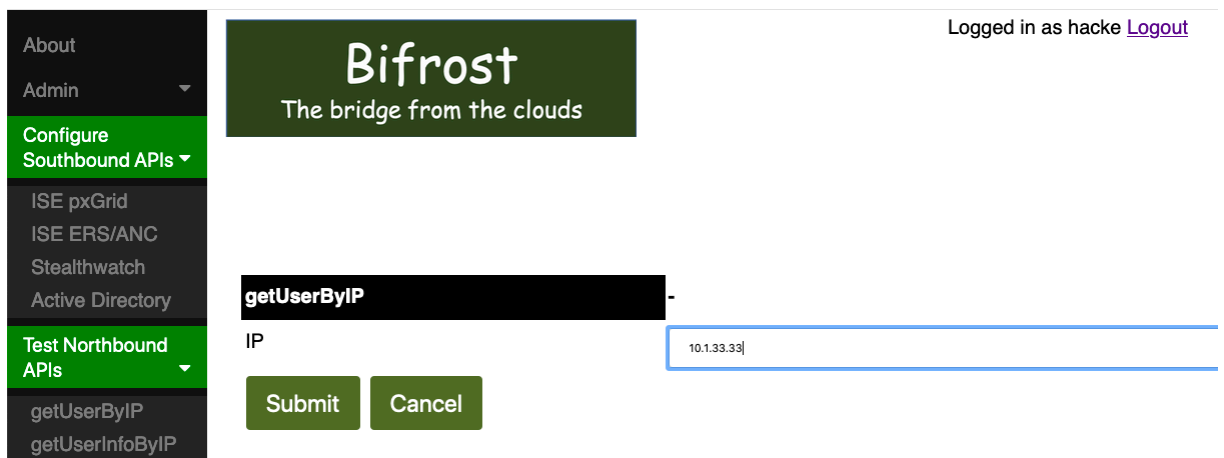 About
Admin
Configure
Southbound APIs
ISE pxGrid
ISE ERS/ANC
Stealthwatch
Active Directory
Test Northbound
APIs
getUserByIP
getUserInfoByIP
Bifrost
The bridge from the clouds
Logged in as hacke Logout
getUserByIP -
IP 10.1.33.33
Submit Cancel